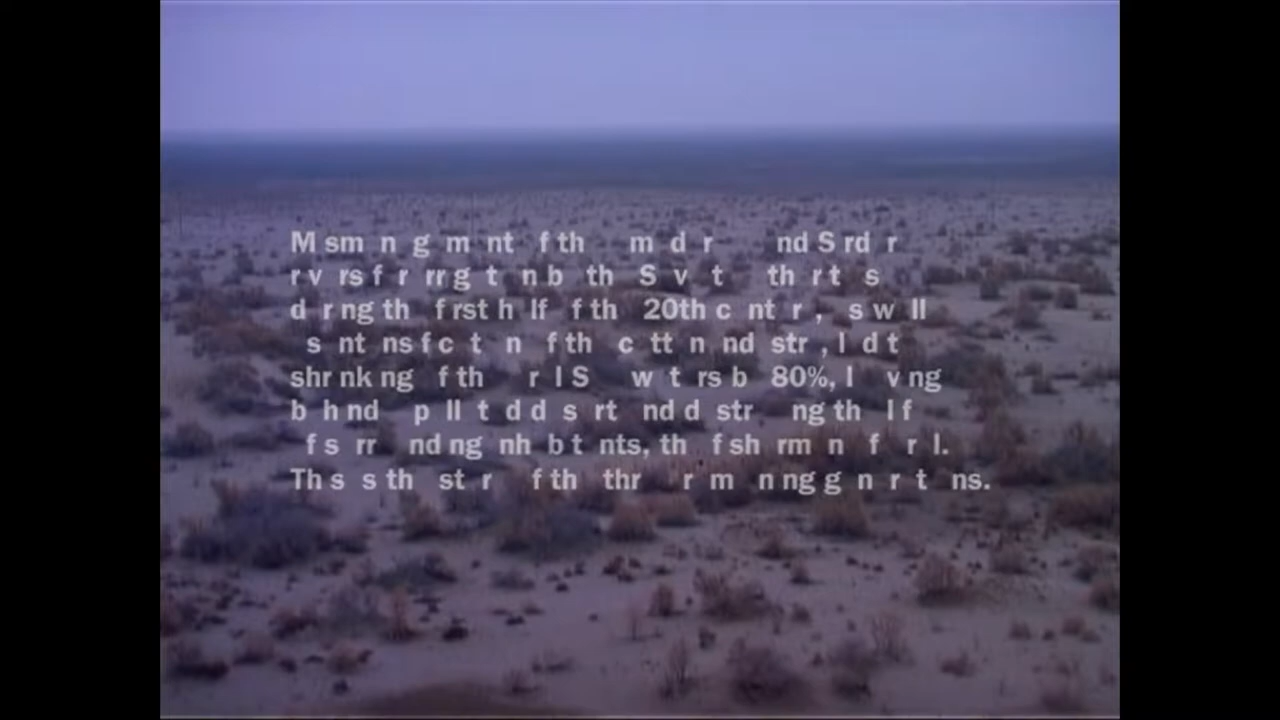 M sm n g m nt f th m d r nd S rd r
r v rs f r rr g t n b th S v t th r t s
d r ng th f rst h lf f th 20th c nt r , s w ll
s nt ns f c t n f th c tt n nd str , l d t
shr nk ng f th r l S w t rs b 80%, l v ng
b h nd p ll t d d s rt nd d str ng th l f
f s rr nd ng nh b t nts, th f sh rm n f r l.
Th s s th st r f th thr r m n ng g n r t ns.